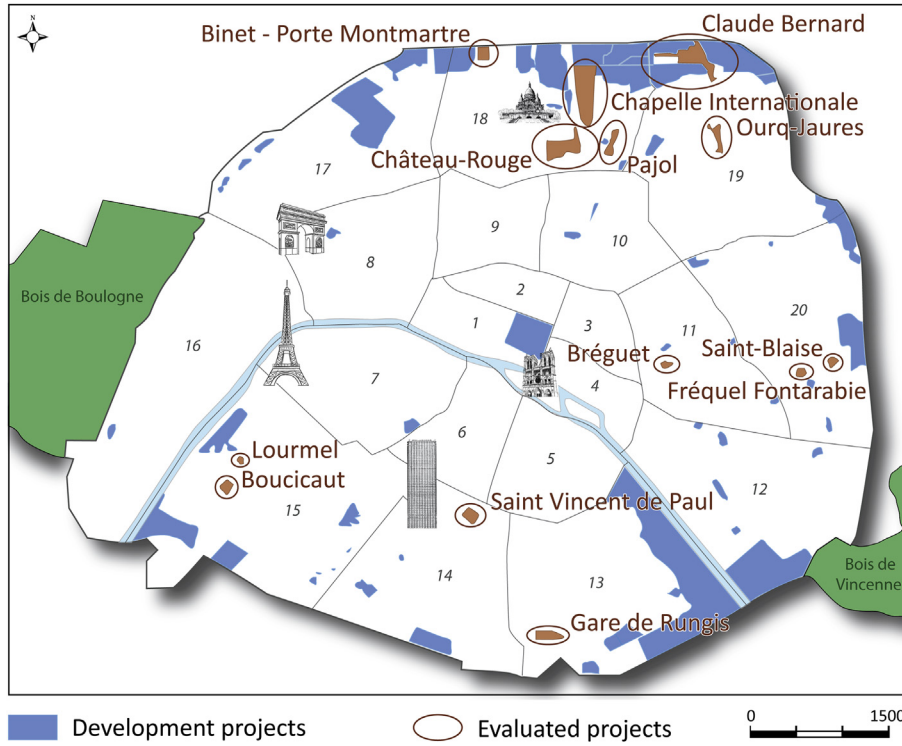 N
Claude Bernard
Binet - Porte Montmartre
Chapelle Internationale
18
Ourq-Jaures
Château-Rouge
Pajol
17
19
9
10
8
Bois de Boulogne
2
20
1
3
11
16
Saint-Blaise
Bréguet
7
4
Fréquel Fontarabie
6
Lourmel
5
Boucicaut
12
15
Saint Vincent de Paul
Bois de
Vincenne
14
13
Gare de Rungis
0
1500
Development projects
Evaluated projects